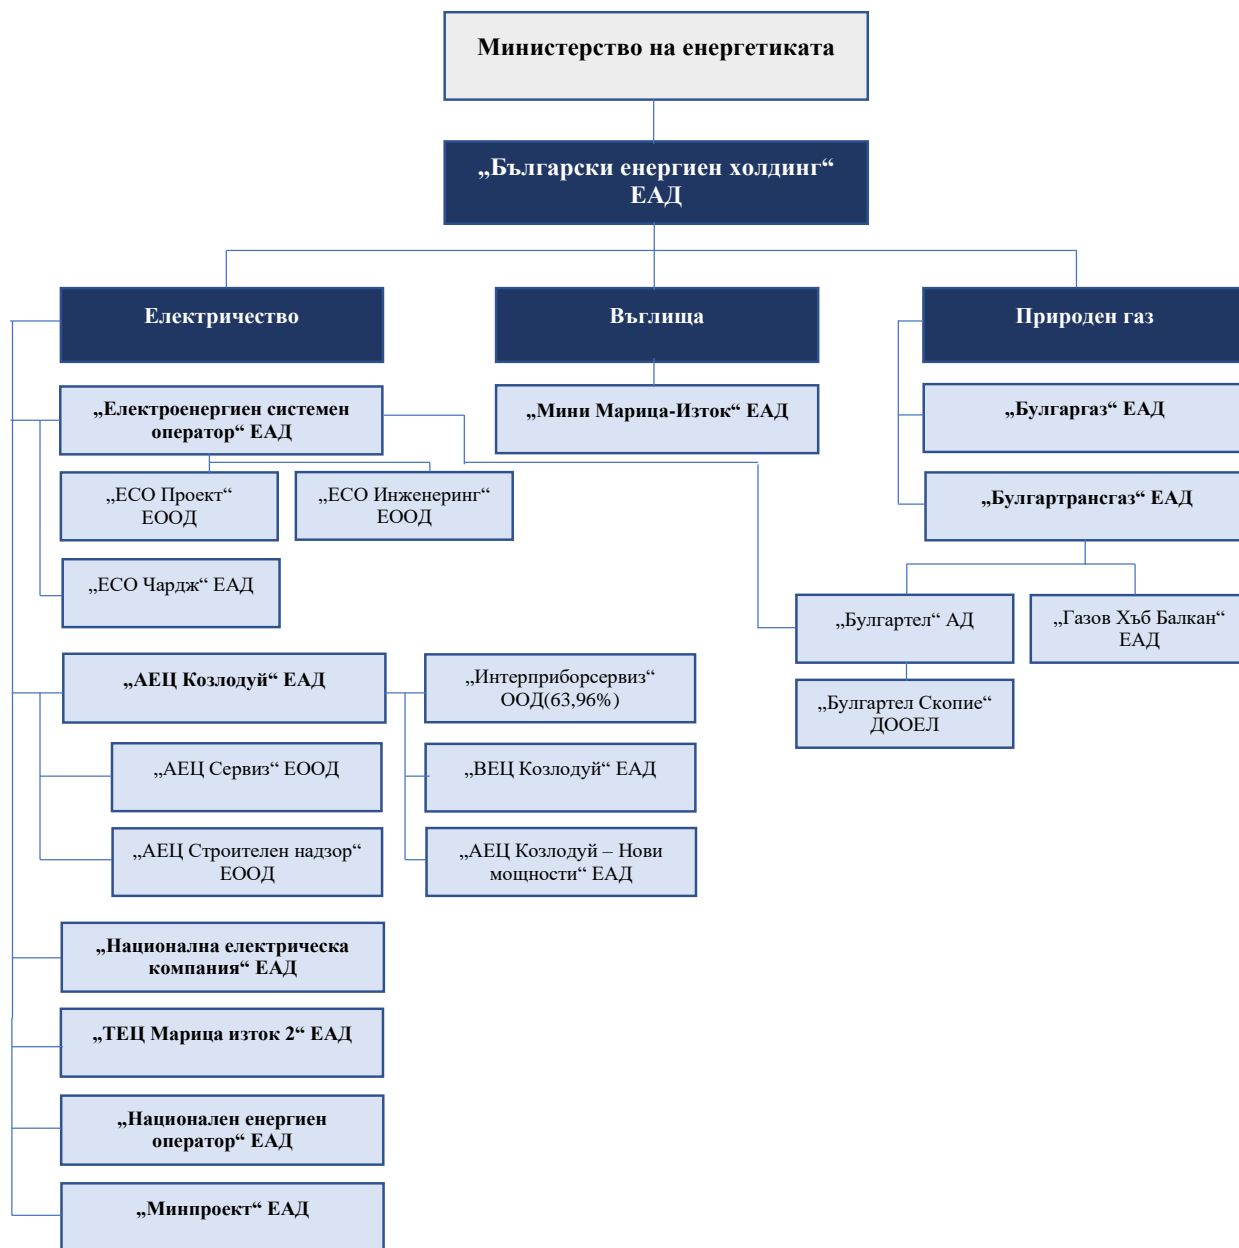 Министерство на енергетиката
„Български енергиен холдинг“
ЕАД
Електричество
Въглища
Природен газ
„Електроенергиен системен
оператор“ ЕАД
„Мини Марица-Изток“ ЕАД
„Булгаргаз“ ЕАД
„ЕСО Проект“
ЕООД
„ЕСО Инженеринг“
ЕООД
„Булгартрансгаз“ ЕАД
„ЕСО Чардж“ ЕАД
„Булгартел“ АД
„Газов Хъб Балкан“
ЕАД
„АЕЦ Козлодуй“ ЕАД
„Интерприборсервиз“
ООД(63,96%)
„Булгартел Скопие“
ДООЕЛ
„АЕЦ Сервиз“ ЕООД
„ВЕЦ Козлодуй“ ЕАД
„АЕЦ Строителен надзор“
ЕООД
„АЕЦ Козлодуй – Нови
мощности“ ЕАД
„Национална електрическа
компания“ ЕАД
„ТЕЦ Марица изток 2“ ЕАД
„Национален енергиен
оператор“ ЕАД
„Минпроект“ ЕАД